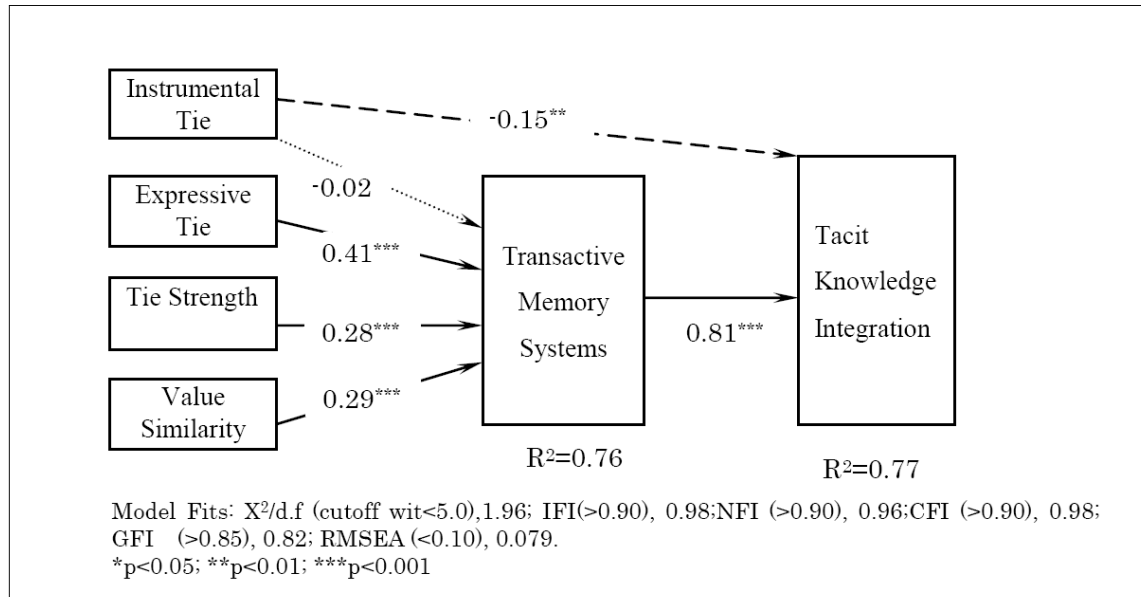 Instrumental
Tie
-0.15**
-0.02
Expressive
Tie
0.41***
Tie Strength
0.28***
Value
Similarity
0.29***
Transactive
Memory
Systems
R²=0.76
0.81***
Tacit
Knowledge
Integration
R²=0.77
Model Fits: X²/d.f (cutoff wit<5.0),1.96; IFI(>0.90), 0.98;NFI (>0.90), 0.96;CFI (>0.90), 0.98;
GFI (>0.85), 0.82; RMSEA (<0.10), 0.079.
*p<0.05; **p<0.01; ***p<0.001